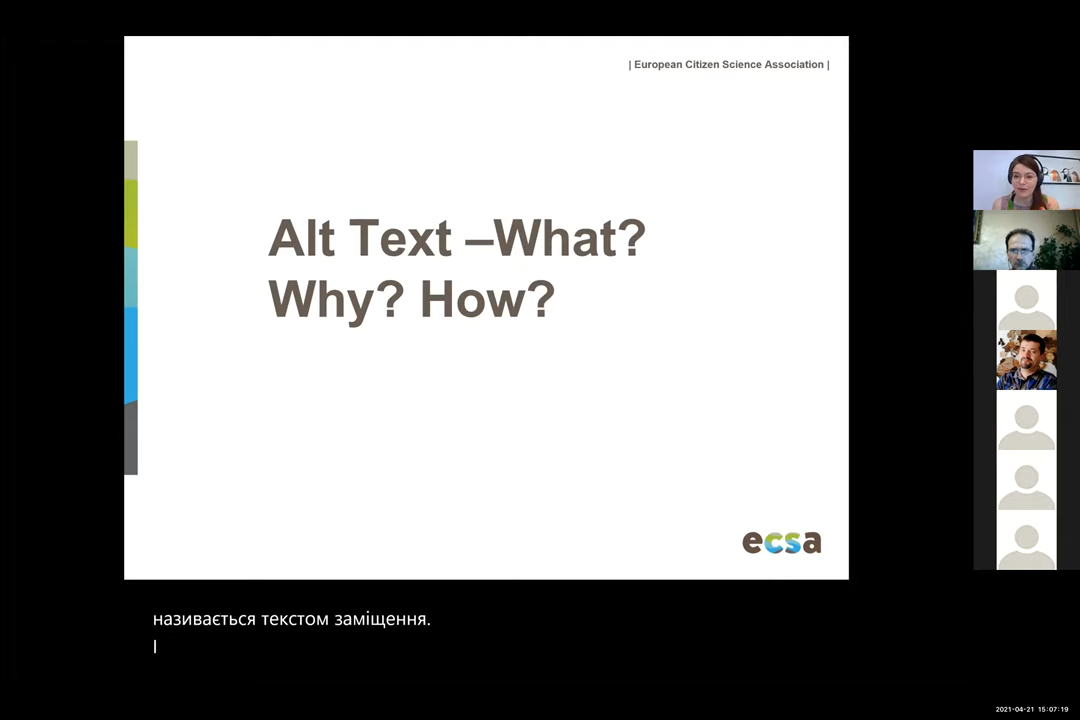 | European Citizen Science Association |
Alt Text –What?
Why? How?
ecsa
називається текстом заміщення.
І
2021-04-21 15:07:19